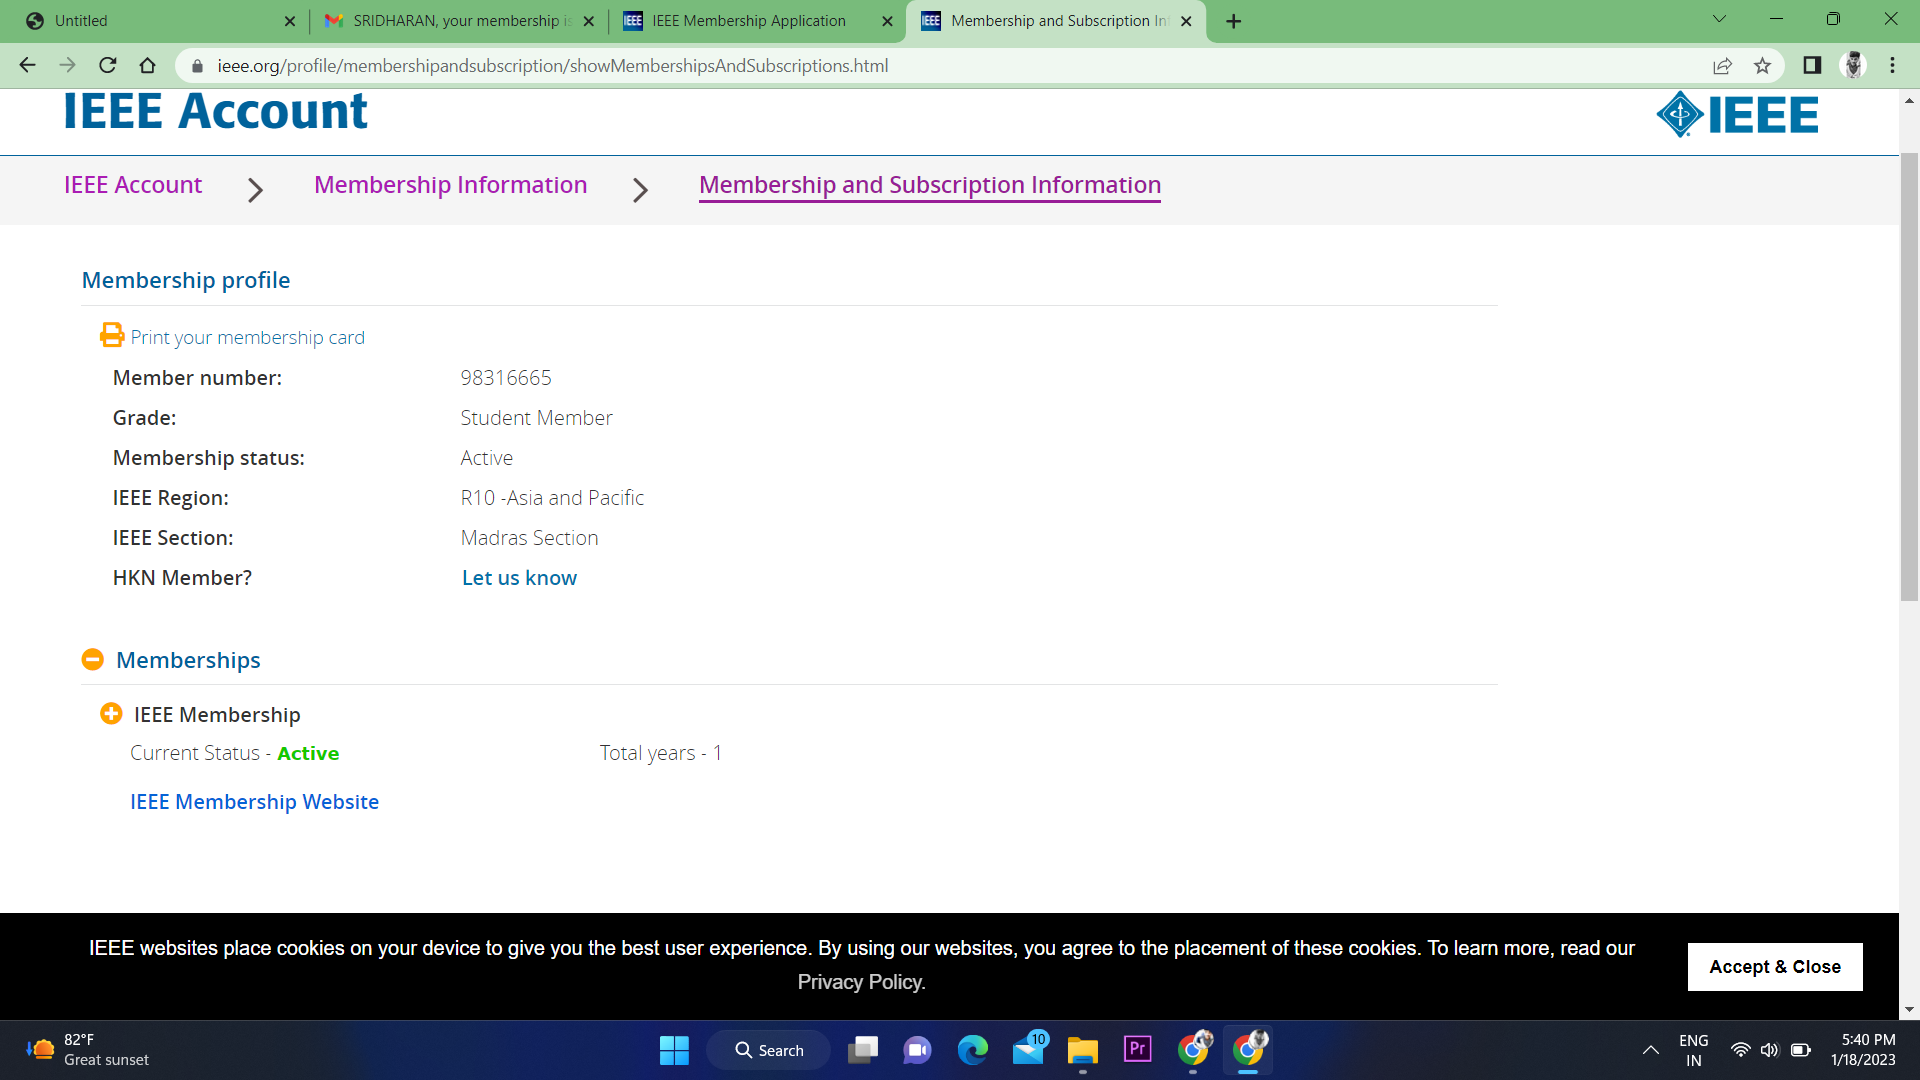 Untitled
SRIDHARAN, your membership is
IEEE Membership Application
Membership and Subscription Inf
ieee.org/profile/membershipandsubscription/showMembershipsAndSubscriptions.html
IEEE Account
IEEE
IEEE Account
Membership Information
Membership and Subscription Information
Membership profile
Print your membership card
Member number: 98316665
Grade: Student Member
Membership status: Active
IEEE Region: R10 -Asia and Pacific
IEEE Section: Madras Section
HKN Member? Let us know
Memberships
IEEE Membership
Current Status - Active Total years - 1
IEEE Membership Website
IEEE websites place cookies on your device to give you the best user experience. By using our websites, you agree to the placement of these cookies. To learn more, read our
Privacy Policy.
Accept & Close
82°F
Great sunset
Search
10
Pr
ENG
IN
5:40 PM
1/18/2023